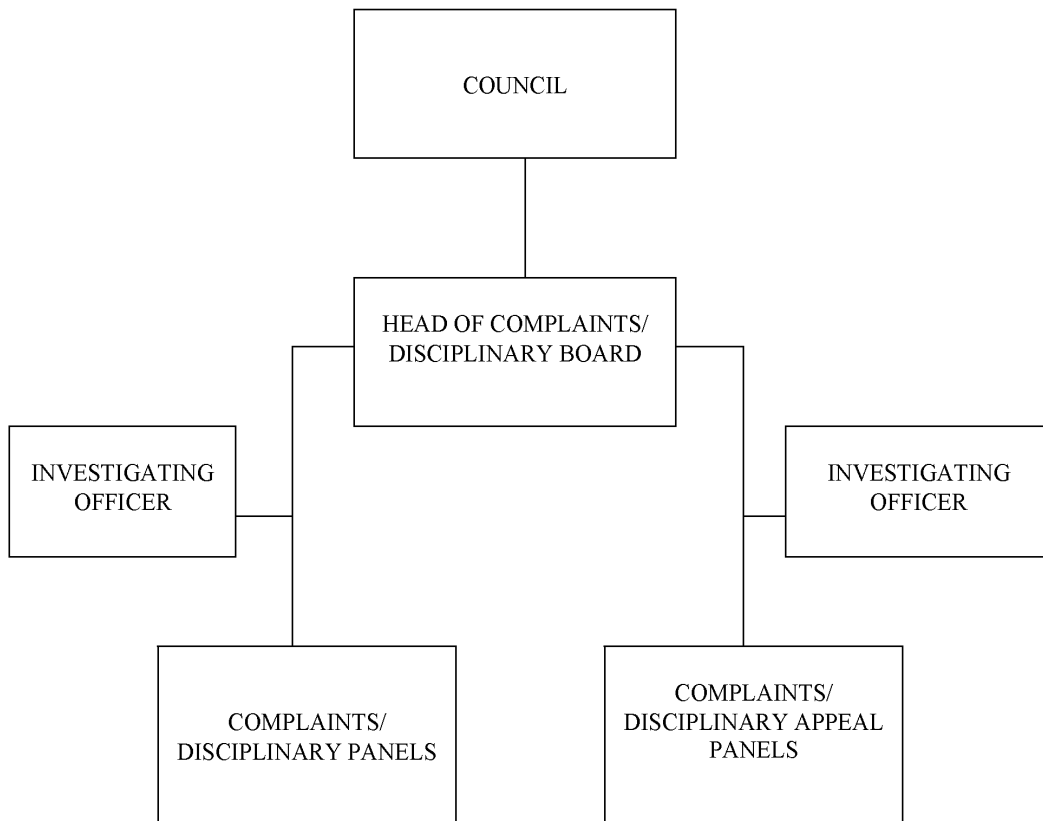 COUNCIL
HEAD OF COMPLAINTS/
DISCIPLINARY BOARD
INVESTIGATING
OFFICER
INVESTIGATING
OFFICER
COMPLAINTS/
DISCIPLINARY PANELS
COMPLAINTS/
DISCIPLINARY APPEAL
PANELS